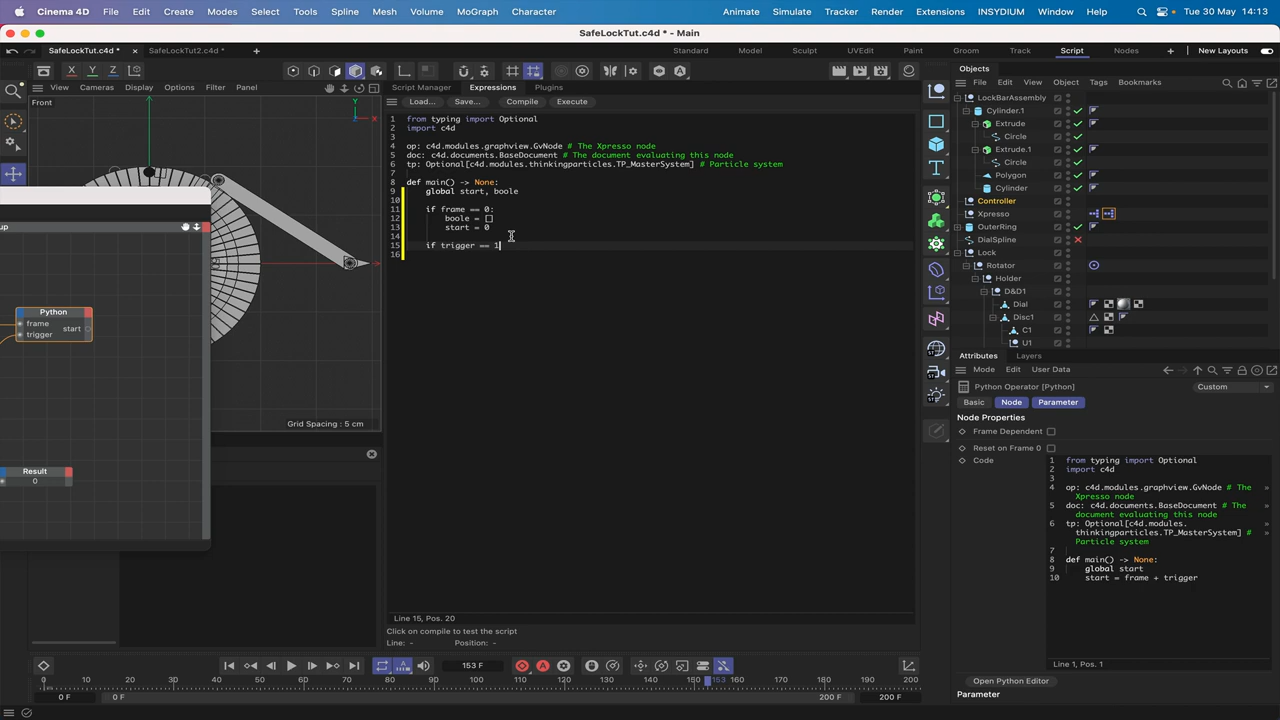 Cinema 4D File Edit Create Modes Select Tools Spline Mesh Volume MoGraph Character Animate Simulate Tracker Render Extensions INSYDIUM Window Help Tue 30 May 14:13
SafeLockTut.c4d * - Main
SafeLockTut.c4d * SafeLockTut2.c4d * Standard Model Sculpt UVEdit Paint Groom Track Script Nodes New Layouts
X Y Z
View Cameras Display Options Filter Panel
Front
Y
X
Grid Spacing : 5 cm
up
Python
frame
trigger
start
Result
0
Script Manager Expressions Plugins
Load... Save... Compile Execute
1 from typing import Optional
2 import c4d
3
4 op: c4d.modules.graphview.GvNode # The Xpresso node
5 doc: c4d.documents.BaseDocument # The document evaluating this node
6 tp: Optional[c4d.modules.thinkingparticles.TP_MasterSystem] # Particle system
7
8 def main() -> None:
9 global start, boole
10
11 if frame == 0:
12 boole = []
13 start = 0
14
15 if trigger == 1
16
Line 15, Pos. 20
Click on compile to test the script
Line: - Position: -
Objects
File Edit View Object Tags Bookmarks
LockBarAssembly
Cylinder.1
Extrude
Circle
Extrude.1
Circle
Polygon
Cylinder
Controller
Xpresso
OuterRing
DialSpline
Lock
Rotator
Holder
D&D1
Dial
Disc1
C1
U1
Attributes Layers
Mode Edit User Data
Python Operator [Python] Custom
Basic Node Parameter
Node Properties
Frame Dependent
Reset on Frame 0
Code
1 from typing import Optional
2 import c4d
3
4 op: c4d.modules.graphview.GvNode # The »
Xpresso node
5 doc: c4d.documents.BaseDocument # The »
document evaluating this node
6 tp: Optional[c4d.modules. »
thinkingparticles.TP_MasterSystem] #
Particle system
7
8 def main() -> None:
9 global start
10 start = frame + trigger
Line 1, Pos. 1
Open Python Editor
Parameter
153 F
0 10 20 30 40 50 60 70 80 90 100 110 120 130 140 150 153 160 170 180 190 200
0 F 0 F 200 F 200 F